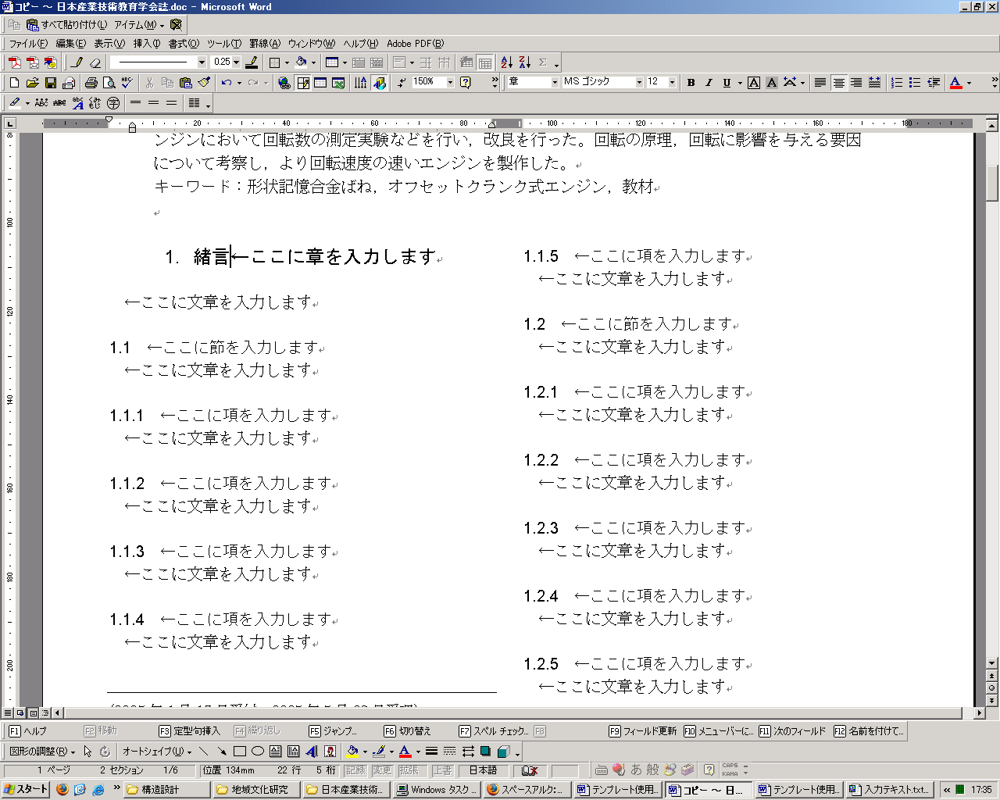 コピー ～ 日本産業技術教育学会誌.doc - Microsoft Word
すべて貼り付け(L) アイテム(M)
ファイル(F) 編集(E) 表示(V) 挿入(I) 書式(O) ツール(T) 罫線(A) ウィンドウ(W) ヘルプ(H) Adobe PDF(B)
0.25
150% 章 MS ゴシック 12 B I U A A A
20 40 60 80 100 120 140 160 180
ンジンにおいて回転数の測定実験などを行い，改良を行った。回転の原理，回転に影響を与える要因
について考察し，より回転速度の速いエンジンを製作した。
キーワード：形状記憶合金ばね，オフセットクランク式エンジン，教材
1. 緒言←ここに章を入力します
←ここに文章を入力します
1.1 ←ここに節を入力します
←ここに文章を入力します
1.1.1 ←ここに項を入力します
←ここに文章を入力します
1.1.2 ←ここに項を入力します
←ここに文章を入力します
1.1.3 ←ここに項を入力します
←ここに文章を入力します
1.1.4 ←ここに項を入力します
←ここに文章を入力します
1.1.5 ←ここに項を入力します
←ここに文章を入力します
1.2 ←ここに節を入力します
←ここに文章を入力します
1.2.1 ←ここに項を入力します
←ここに文章を入力します
1.2.2 ←ここに項を入力します
←ここに文章を入力します
1.2.3 ←ここに項を入力します
←ここに文章を入力します
1.2.4 ←ここに項を入力します
←ここに文章を入力します
1.2.5 ←ここに項を入力します
←ここに文章を入力します
F1 ヘルプ F2 移動 F3 定型句挿入 F4 繰り返し F5 ジャンプ... F6 切り替え F7 スペル チェック... F8 F9 フィールド更新 F10 メニューバーに... F11 次のフィールド F12 名前を付けて...
図形の調整(R) オートシェイプ(U)
1 ページ 2 セクション 1/6 位置 134mm 22 行 5 桁 記録 変更 拡張 上書 日本語 あ 般 CAPS KANA
スタート 構造設計 地域文化研究 日本産業技術... Windows タスク ... スペースアルク:... テンプレート使用... コピー ～ 日... テンプレート使用... 入力テキスト.txt... 17:35